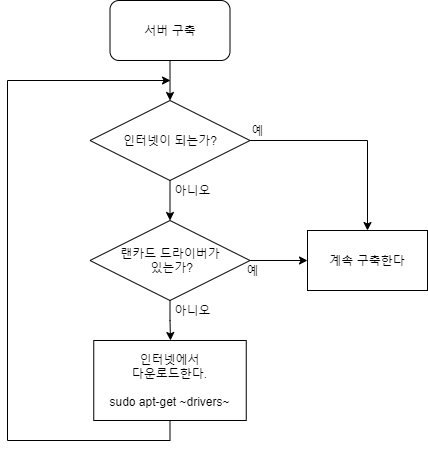 서버 구축
인터넷이 되는가?
예
아니오
랜카드 드라이버가
있는가?
예
계속 구축한다
아니오
인터넷에서
다운로드한다.
sudo apt-get ~drivers~